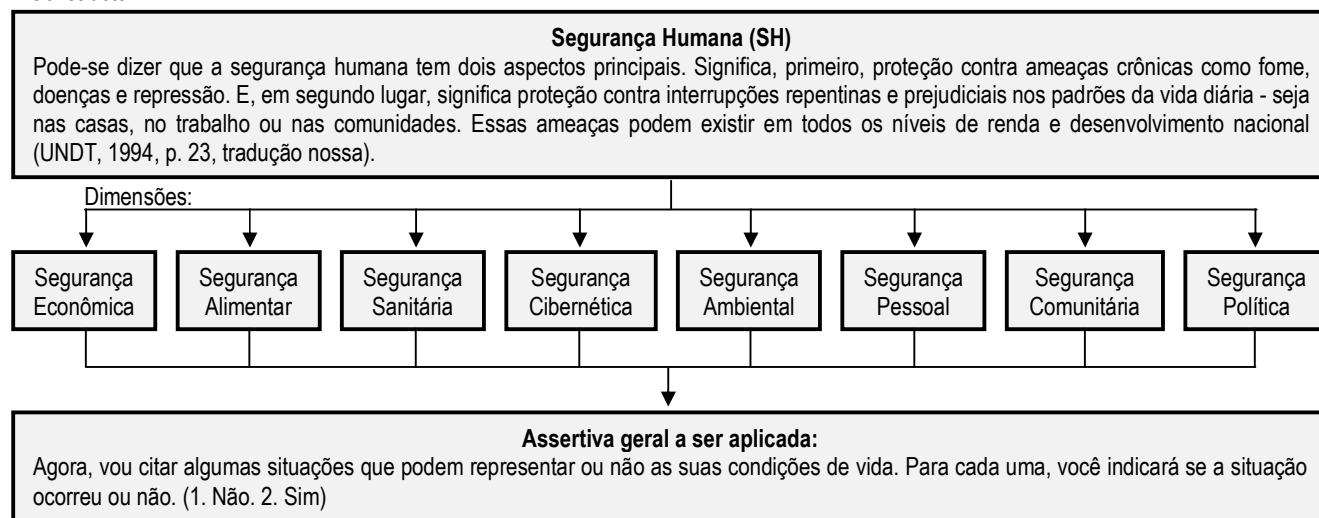 Segurança Humana (SH)
Pode-se dizer que a segurança humana tem dois aspectos principais. Significa, primeiro, proteção contra ameaças crônicas como fome,
doenças e repressão. E, em segundo lugar, significa proteção contra interrupções repentinas e prejudiciais nos padrões da vida diária - seja
nas casas, no trabalho ou nas comunidades. Essas ameaças podem existir em todos os níveis de renda e desenvolvimento nacional
(UNDT, 1994, p. 23, tradução nossa).
Dimensões:
Segurança
Econômica
Segurança
Alimentar
Segurança
Sanitária
Segurança
Cibernética
Segurança
Ambiental
Segurança
Pessoal
Segurança
Comunitária
Segurança
Política
Assertiva geral a ser aplicada:
Agora, vou citar algumas situações que podem representar ou não as suas condições de vida. Para cada uma, você indicará se a situação
ocorreu ou não. (1. Não. 2. Sim)